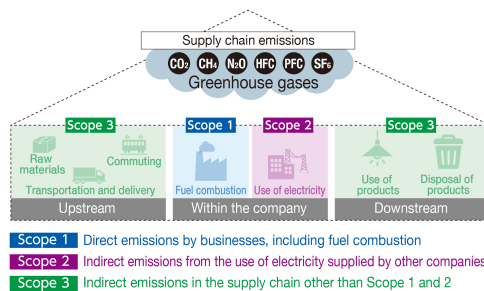 Supply chain emissions
CO₂ CH₄ N₂O HFC PFC SF₆
Greenhouse gases
Scope 3
Scope 1
Scope 2
Scope 3
Raw
materials
Commuting
Transportation and delivery
Fuel combustion
Use of electricity
Use of
products
Disposal of
products
Upstream
Within the company
Downstream
Scope 1 Direct emissions by businesses, including fuel combustion
Scope 2 Indirect emissions from the use of electricity supplied by other companies
Scope 3 Indirect emissions in the supply chain other than Scope 1 and 2